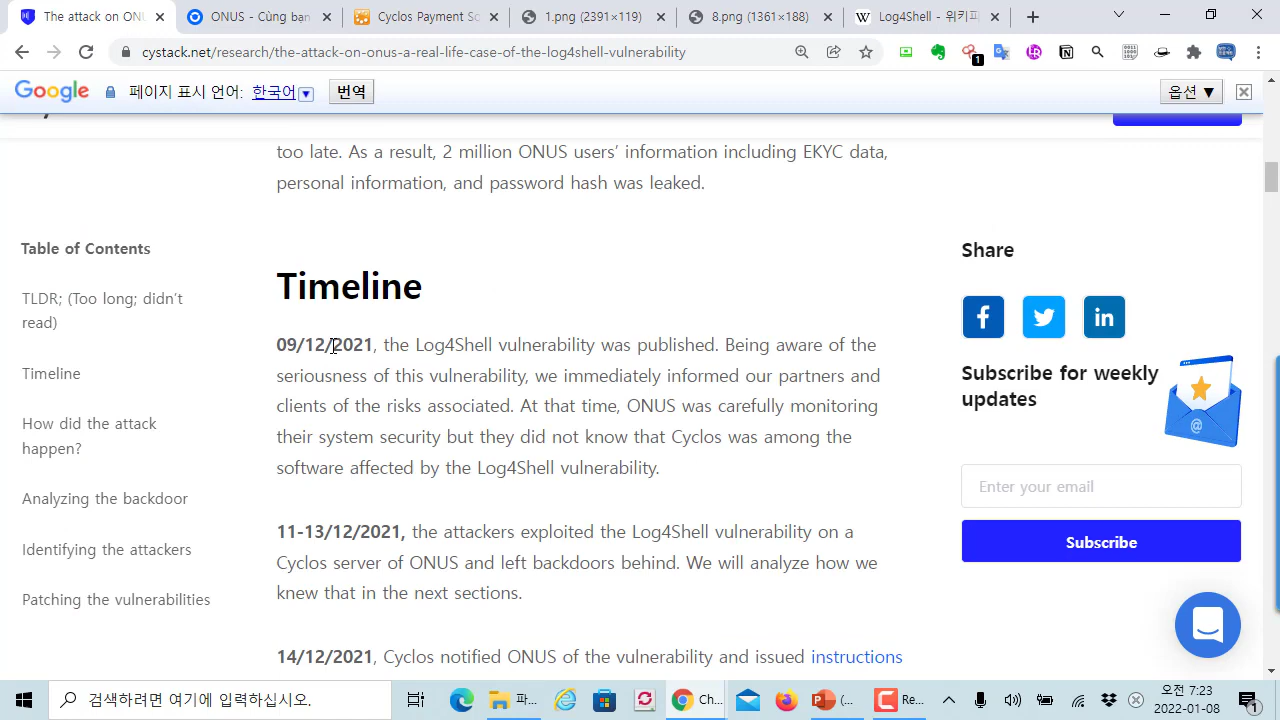 The attack on ON
ONUS - Cùng bạn
Cyclos Payment So
1.png (2391×119)
8.png (1361×188)
Log4Shell - 위키피
cystack.net/research/the-attack-on-onus-a-real-life-case-of-the-log4shell-vulnerability
1
Google 페이지 표시 언어: 한국어 번역 옵션 ▼
too late. As a result, 2 million ONUS users’ information including EKYC data,
personal information, and password hash was leaked.
Table of Contents
TLDR; (Too long; didn’t
read)
Timeline
How did the attack
happen?
Analyzing the backdoor
Identifying the attackers
Patching the vulnerabilities
Timeline
09/12/2021, the Log4Shell vulnerability was published. Being aware of the
seriousness of this vulnerability, we immediately informed our partners and
clients of the risks associated. At that time, ONUS was carefully monitoring
their system security but they did not know that Cyclos was among the
software affected by the Log4Shell vulnerability.
11-13/12/2021, the attackers exploited the Log4Shell vulnerability on a
Cyclos server of ONUS and left backdoors behind. We will analyze how we
knew that in the next sections.
14/12/2021, Cyclos notified ONUS of the vulnerability and issued instructions
Share
Subscribe for weekly
updates
Enter your email
Subscribe
검색하려면 여기에 입력하십시오.
파...
Ch...
(...
Re...
오전 7:23
2022-01-08
1